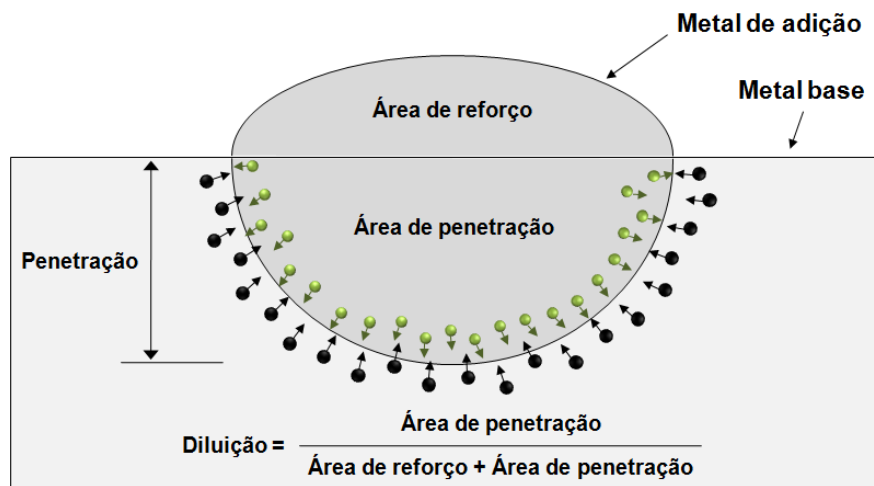 Metal de adição
Metal base
Área de reforço
Área de penetração
Penetração
Diluição =
Área de penetração
Área de reforço + Área de penetração